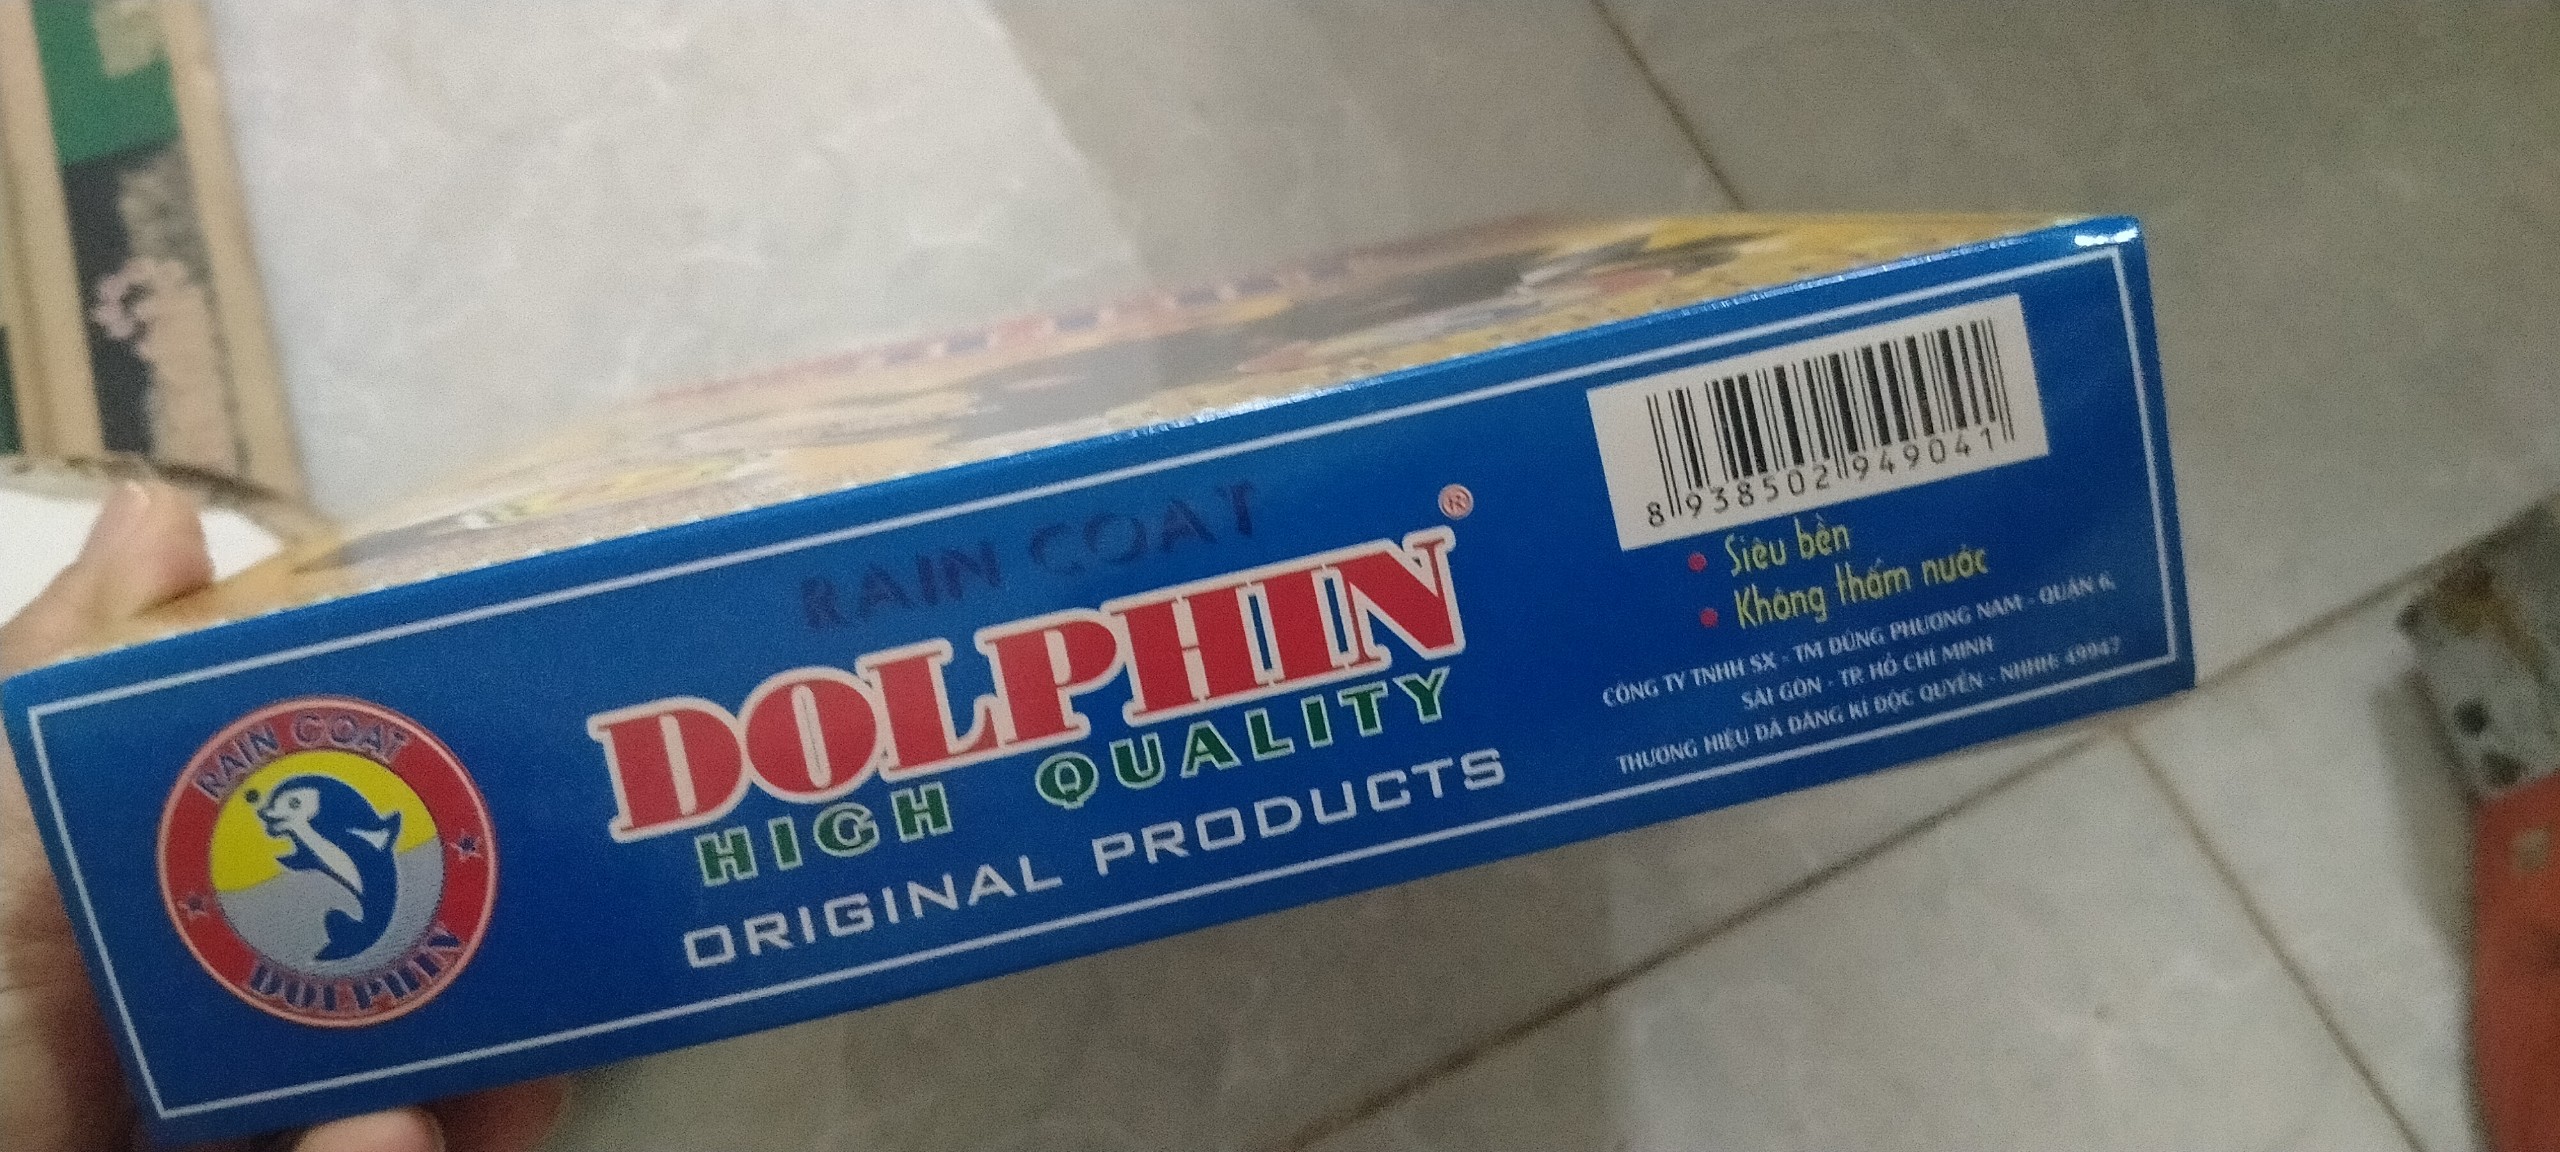 RAIN COAT
DOLPHIN
RAIN COAT
DOLPHIN®
HIGH QUALITY
ORIGINAL PRODUCTS
8 938502 949041
• Siêu bền
• Không thấm nước
CÔNG TY TNHH SX - TM DŨNG PHƯƠNG NAM - QUẬN 6,
SÀI GÒN - TP. HỒ CHÍ MINH
THƯƠNG HIỆU ĐÃ ĐĂNG KÍ ĐỘC QUYỀN - NHHH: 49947